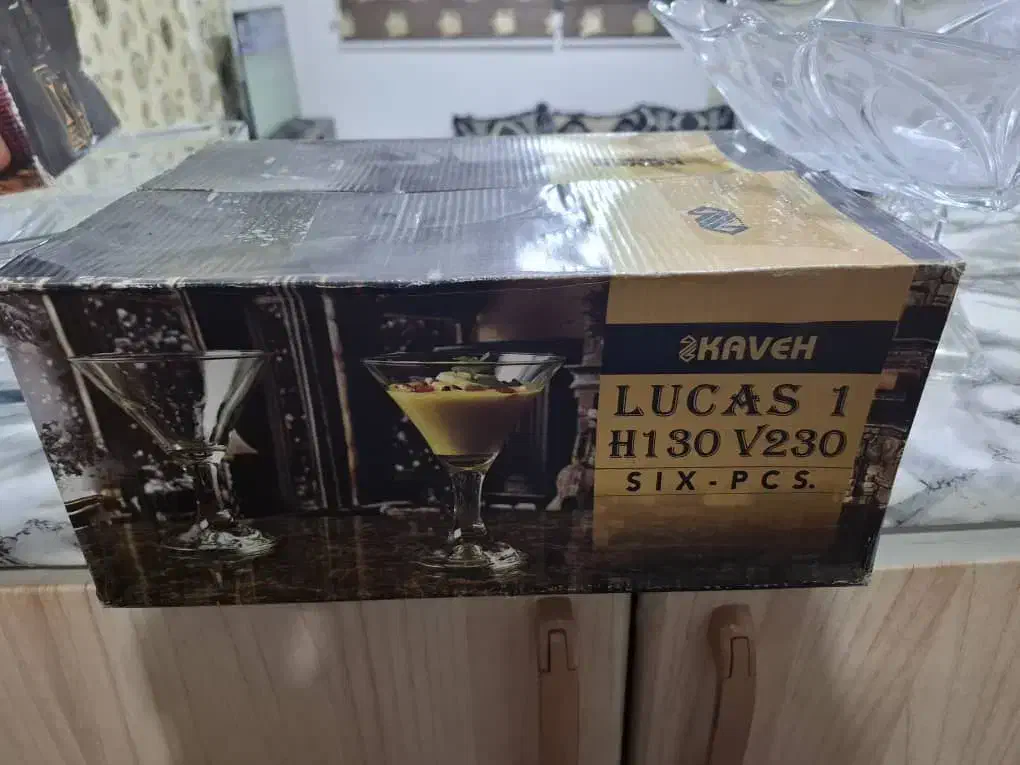 KAVEH
LUCAS 1
H130 V230
SIX-PCS.